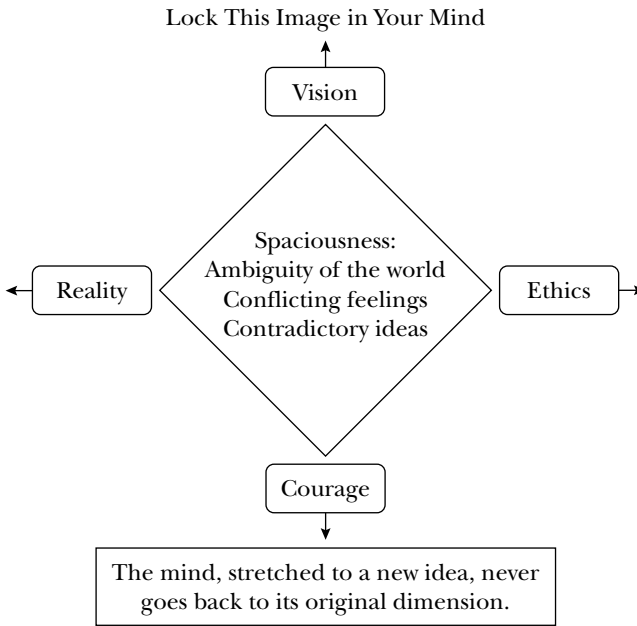 Lock This Image in Your Mind
Vision
Spaciousness:
Ambiguity of the world
Conflicting feelings
Contradictory ideas
Reality
Ethics
Courage
The mind, stretched to a new idea, never
goes back to its original dimension.